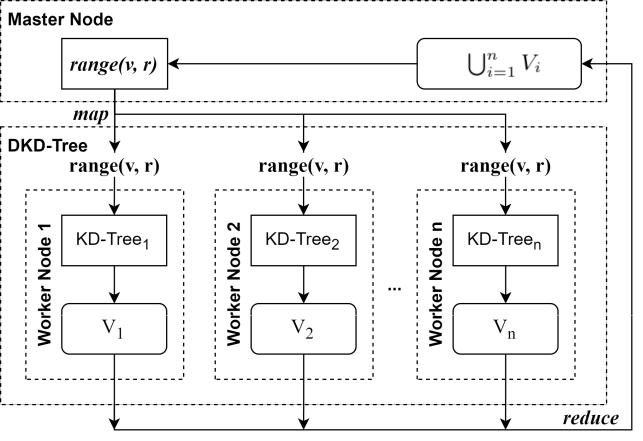 Master Node
range(v, r)
⋃ⁿᵢ₌₁ Vᵢ
map
DKD-Tree
range(v, r) range(v, r) range(v, r)
Worker Node 1
KD-Tree₁
V₁
Worker Node 2
KD-Tree₂
V₂
...
Worker Node n
KD-Treeₙ
Vₙ
reduce